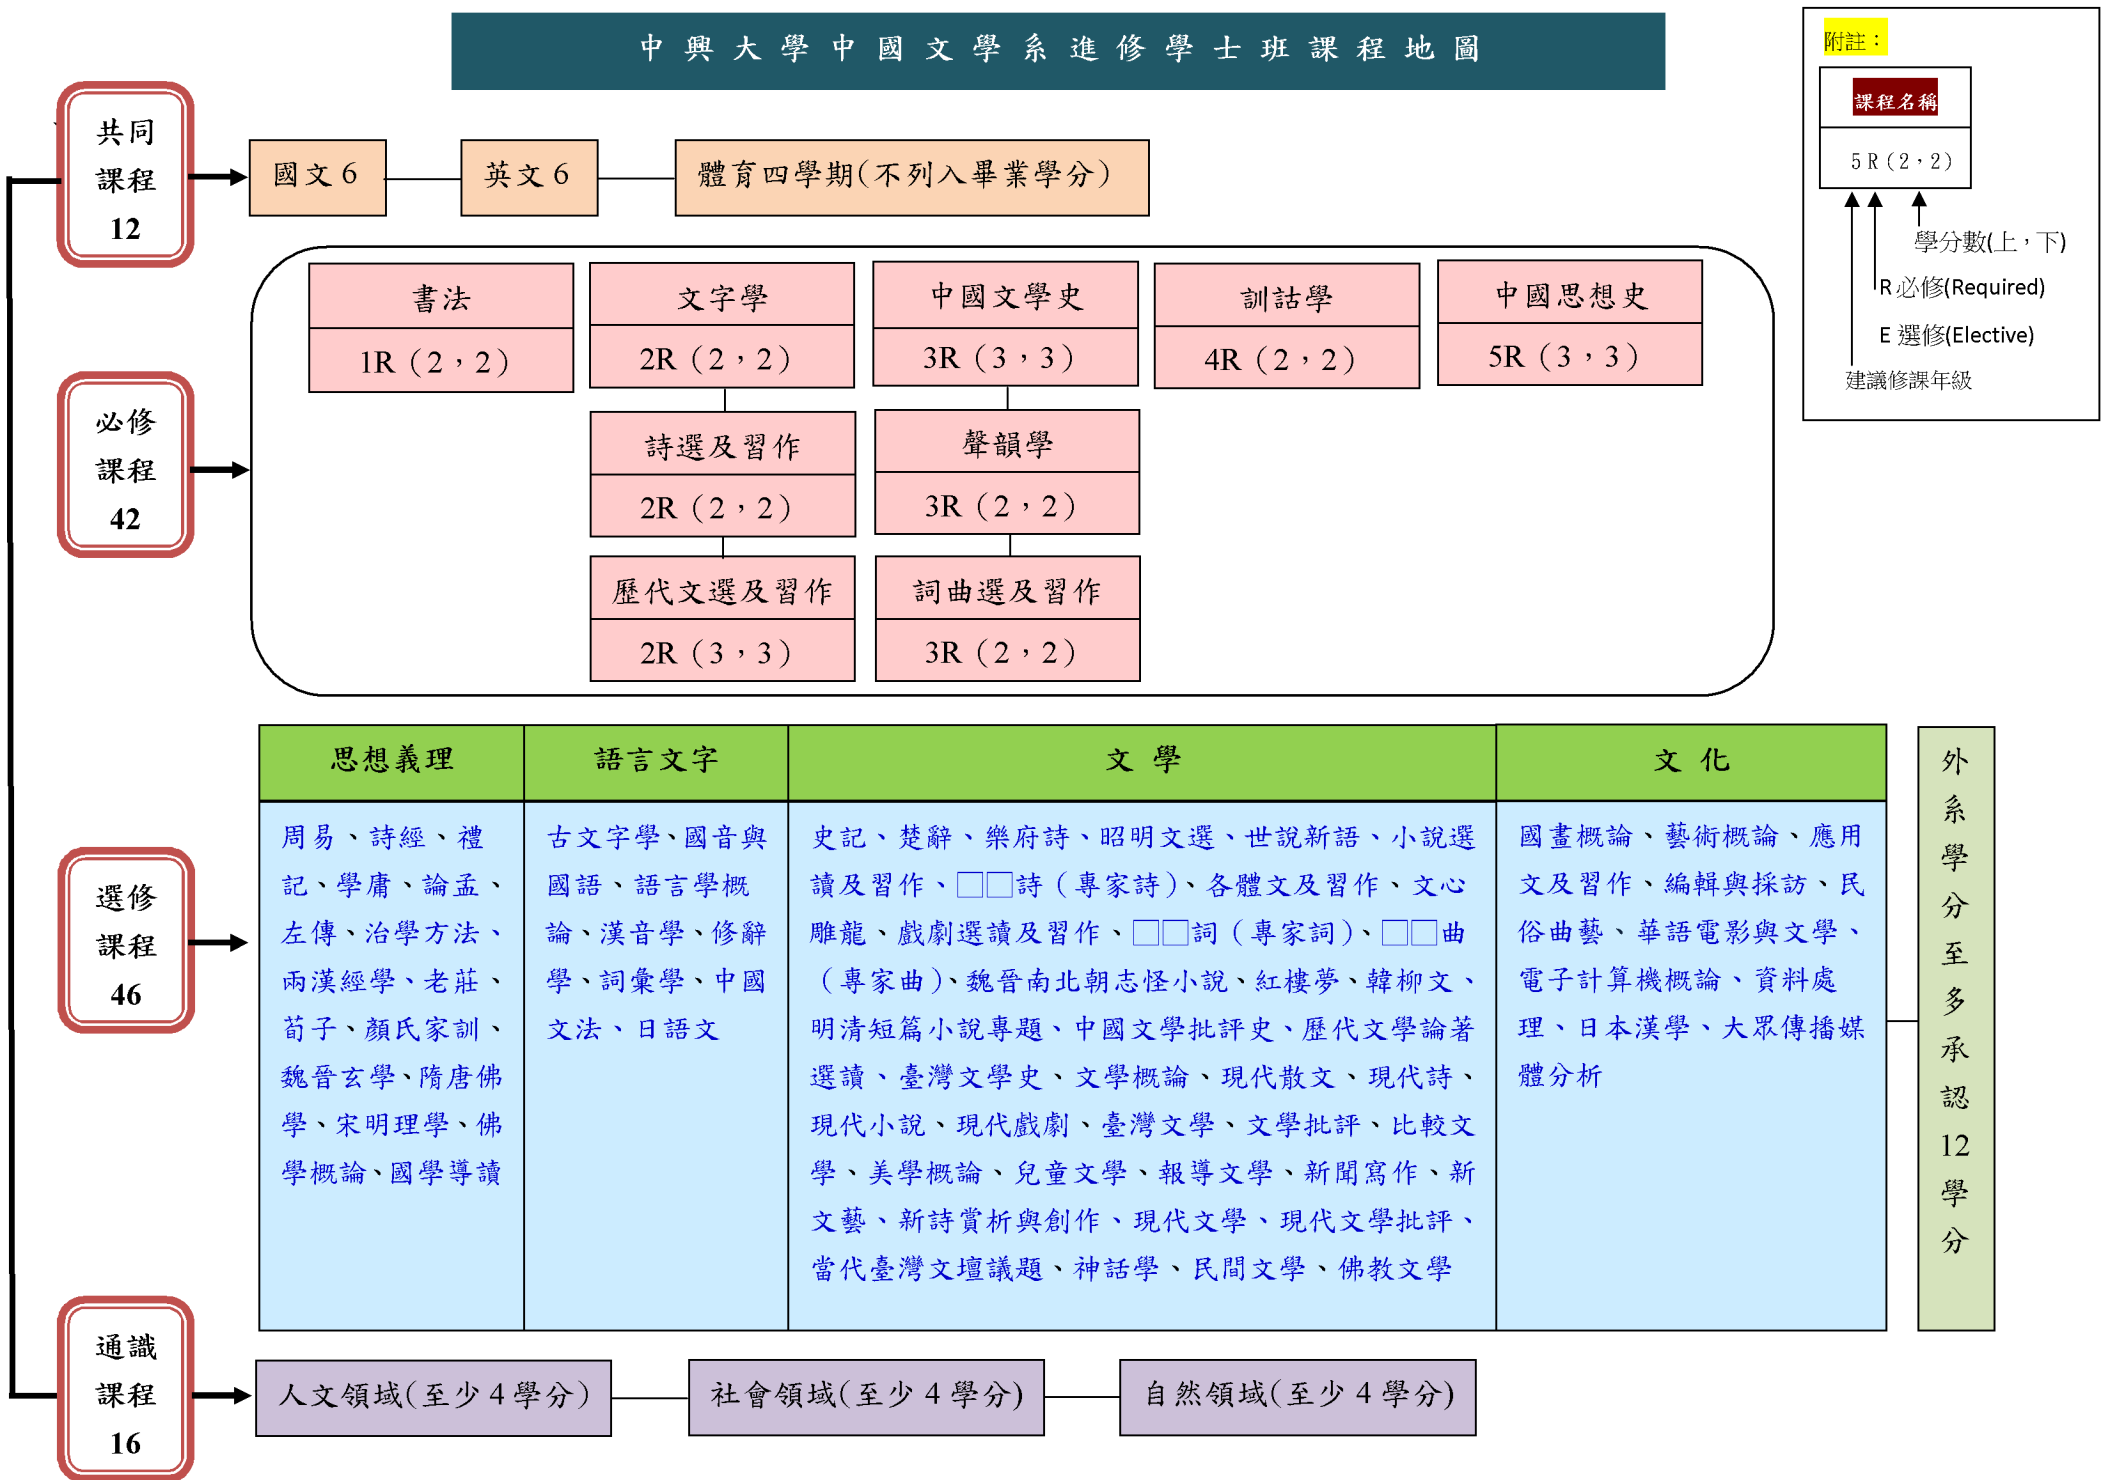 中興大學中國文學系進修學士班課程地圖
附註：
課程名稱
5R（2，2）
學分數(上，下)
R必修(Required)
E 選修(Elective)
建議修課年級
共同
課程
12
國文6
英文6
體育四學期(不列入畢業學分)
必修
課程
42
書法
1R（2，2）
文字學
2R（2，2）
中國文學史
3R（3，3）
訓詁學
4R（2，2）
中國思想史
5R（3，3）
詩選及習作
2R（2，2）
聲韻學
3R（2，2）
歷代文選及習作
2R（3，3）
詞曲選及習作
3R（2，2）
選修
課程
46
思想義理
周易、詩經、禮
記、學庸、論孟、
左傳、治學方法、
兩漢經學、老莊、
荀子、顏氏家訓、
魏晉玄學、隋唐佛
學、宋明理學、佛
學概論、國學導讀
語言文字
古文字學、國音與
國語、語言學概
論、漢音學、修辭
學、詞彙學、中國
文法、日語文
文學
史記、楚辭、樂府詩、昭明文選、世說新語、小說選
讀及習作、□□詩（專家詩）、各體文及習作、文心
雕龍、戲劇選讀及習作、□□詞（專家詞）、□□曲
（專家曲）、魏晉南北朝志怪小說、紅樓夢、韓柳文、
明清短篇小說專題、中國文學批評史、歷代文學論著
選讀、臺灣文學史、文學概論、現代散文、現代詩、
現代小說、現代戲劇、臺灣文學、文學批評、比較文
學、美學概論、兒童文學、報導文學、新聞寫作、新
文藝、新詩賞析與創作、現代文學、現代文學批評、
當代臺灣文壇議題、神話學、民間文學、佛教文學
文化
國畫概論、藝術概論、應用
文及習作、編輯與採訪、民
俗曲藝、華語電影與文學、
電子計算機概論、資料處
理、日本漢學、大眾傳播媒
體分析
外系學分至多承認12學分
通識
課程
16
人文領域(至少4學分）
社會領域(至少4學分)
自然領域(至少4學分)